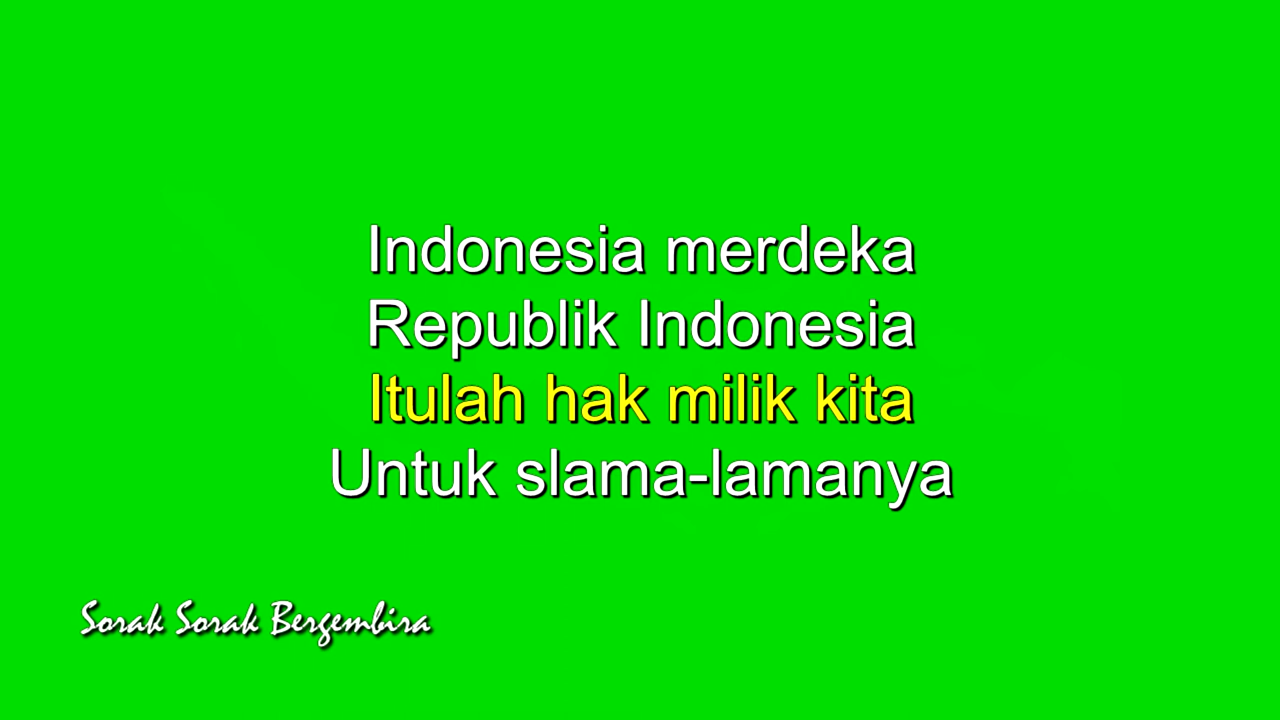 Indonesia merdeka
Republik Indonesia
Itulah hak milik kita
Untuk slama-lamanya
Sorak Sorak Bergembira